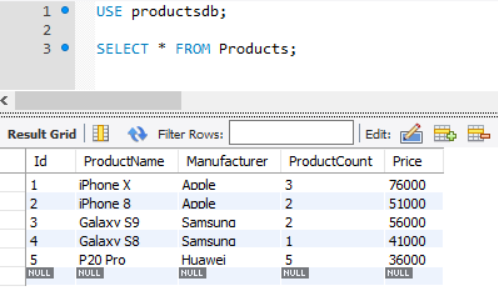 1 USE productsdb;
2
3 SELECT * FROM Products;
Result Grid Filter Rows: Edit:
Id ProductName Manufacturer ProductCount Price
1 iPhone X Apple 3 76000
2 iPhone 8 Apple 2 51000
3 Galaxy S9 Samsung 2 56000
4 Galaxy S8 Samsung 1 41000
5 P20 Pro Huawei 5 36000
NULL NULL NULL NULL NULL